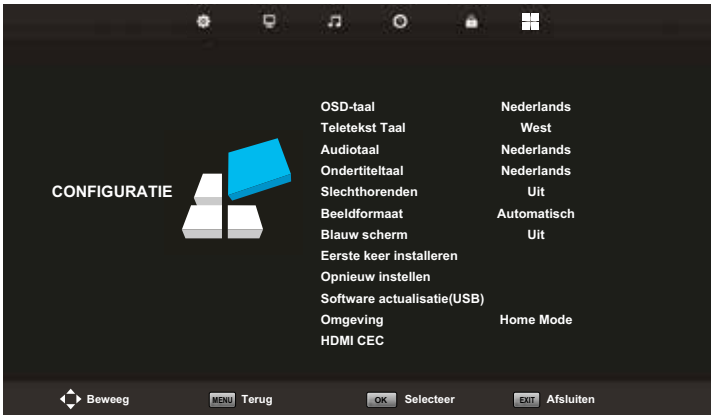 CONFIGURATIE
OSD-taal Nederlands
Teletekst Taal West
Audiotaal Nederlands
Ondertiteltaal Nederlands
Slechthorenden Uit
Beeldformaat Automatisch
Blauw scherm Uit
Eerste keer installeren
Opnieuw instellen
Software actualisatie(USB)
Omgeving Home Mode
HDMI CEC
Beweeg MENU Terug OK Selecteer EXIT Afsluiten